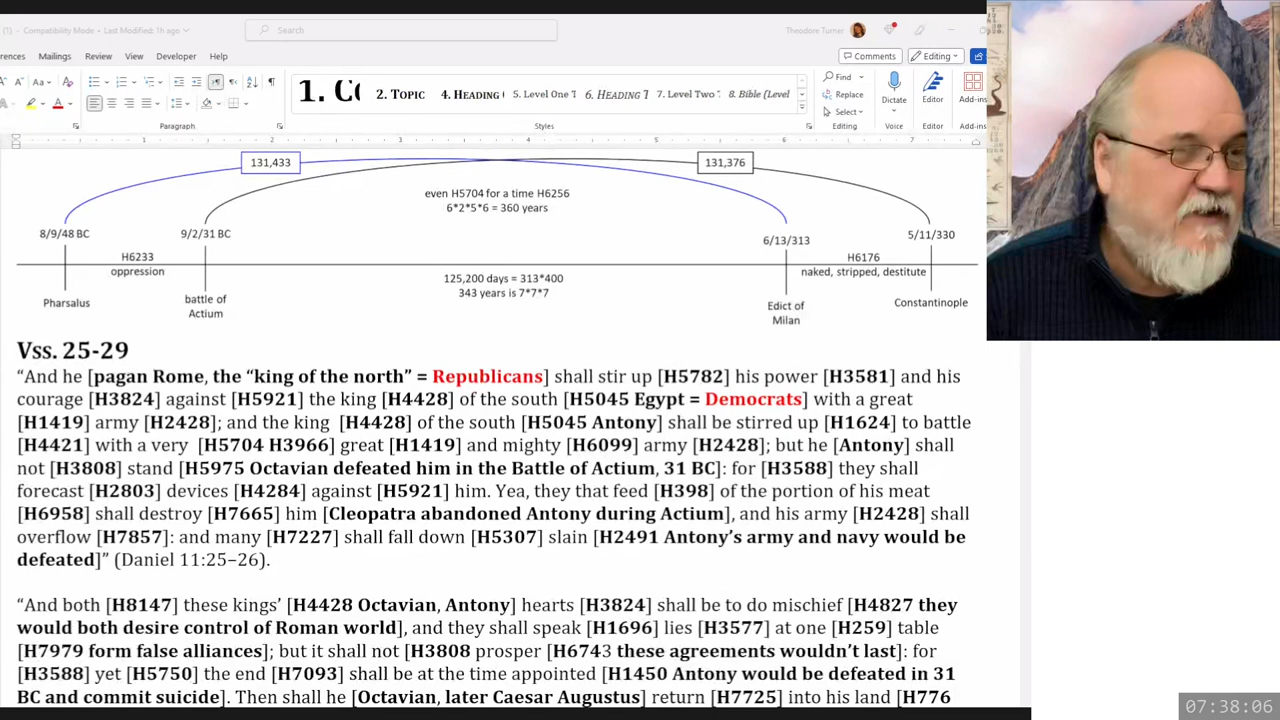 (1) - Compatibility Mode • Last Modified: 1h ago
Search
Theodore Turner
rences Mailings Review View Developer Help
Comments Editing
1. Co 2. TOPIC 4. HEADING 5. Level One T 6. HEADING T 7. Level Two T 8. Bible (Level
Find
Replace
Select
Dictate Editor Add-ins
Paragraph Styles Editing Voice Editor Add-ins
1 2 3 4 5 6 7
131,433 131,376
even H5704 for a time H6256
6*2*5*6 = 360 years
8/9/48 BC 9/2/31 BC 6/13/313 5/11/330
H6233 H6176
oppression naked, stripped, destitute
125,200 days = 313*400
343 years is 7*7*7
Pharsalus battle of Actium Edict of Milan Constantinople
Vss. 25-29
“And he [pagan Rome, the “king of the north” = Republicans] shall stir up [H5782] his power [H3581] and his
courage [H3824] against [H5921] the king [H4428] of the south [H5045 Egypt = Democrats] with a great
[H1419] army [H2428]; and the king [H4428] of the south [H5045 Antony] shall be stirred up [H1624] to battle
[H4421] with a very [H5704 H3966] great [H1419] and mighty [H6099] army [H2428]; but he [Antony] shall
not [H3808] stand [H5975 Octavian defeated him in the Battle of Actium, 31 BC]: for [H3588] they shall
forecast [H2803] devices [H4284] against [H5921] him. Yea, they that feed [H398] of the portion of his meat
[H6958] shall destroy [H7665] him [Cleopatra abandoned Antony during Actium], and his army [H2428] shall
overflow [H7857]: and many [H7227] shall fall down [H5307] slain [H2491 Antony’s army and navy would be
defeated]” (Daniel 11:25–26).
“And both [H8147] these kings’ [H4428 Octavian, Antony] hearts [H3824] shall be to do mischief [H4827 they
would both desire control of Roman world], and they shall speak [H1696] lies [H3577] at one [H259] table
[H7979 form false alliances]; but it shall not [H3808 prosper [H6743 these agreements wouldn’t last]: for
[H3588] yet [H5750] the end [H7093] shall be at the time appointed [H1450 Antony would be defeated in 31
BC and commit suicide]. Then shall he [Octavian, later Caesar Augustus] return [H7725] into his land [H776
07:38:06